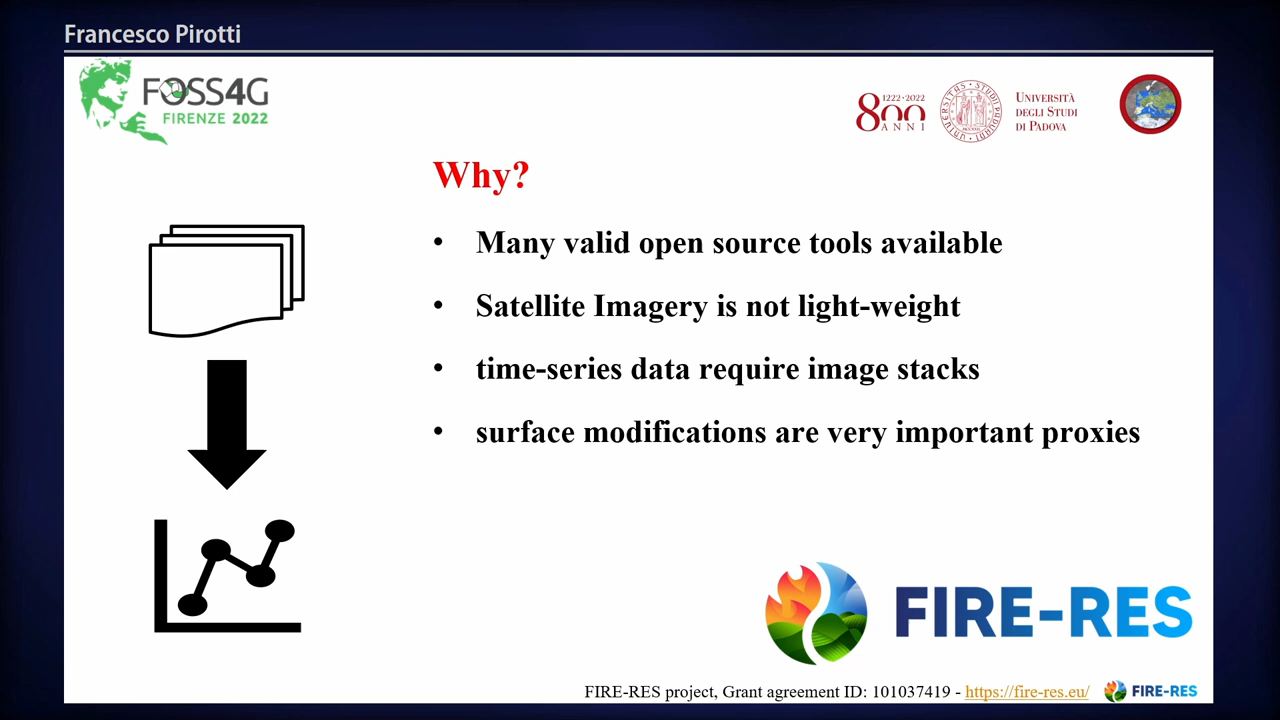 Francesco Pirotti
FOSS4G
FIRENZE 2022
1222•2022
800
ANNI
UNIVERSITÀ
DEGLI STUDI
DI PADOVA
Why?
• Many valid open source tools available
• Satellite Imagery is not light-weight
• time-series data require image stacks
• surface modifications are very important proxies
FIRE-RES
FIRE-RES project, Grant agreement ID: 101037419 - https://fire-res.eu/
FIRE-RES